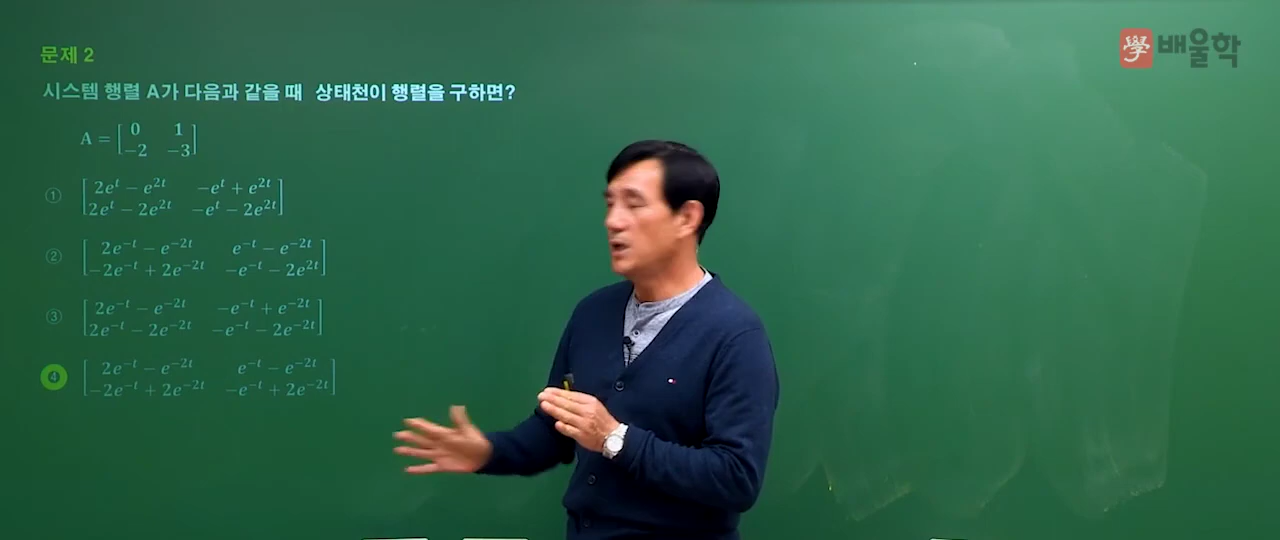 學 배울학
문제 2
시스템 행렬 A가 다음과 같을 때 상태천이 행렬을 구하면?
A = [0 1
−2 −3]
① [2e^t − e^{2t} −e^t + e^{2t}
2e^t − 2e^{2t} −e^t − 2e^{2t}]
② [2e^{−t} − e^{−2t} e^{−t} − e^{−2t}
−2e^{−t} + 2e^{−2t} −e^{−t} − 2e^{2t}]
③ [2e^{−t} − e^{−2t} −e^{−t} + e^{−2t}
2e^{−t} − 2e^{−2t} −e^{−t} − 2e^{−2t}]
④ [2e^{−t} − e^{−2t} e^{−t} − e^{−2t}
−2e^{−t} + 2e^{−2t} −e^{−t} + 2e^{−2t}]